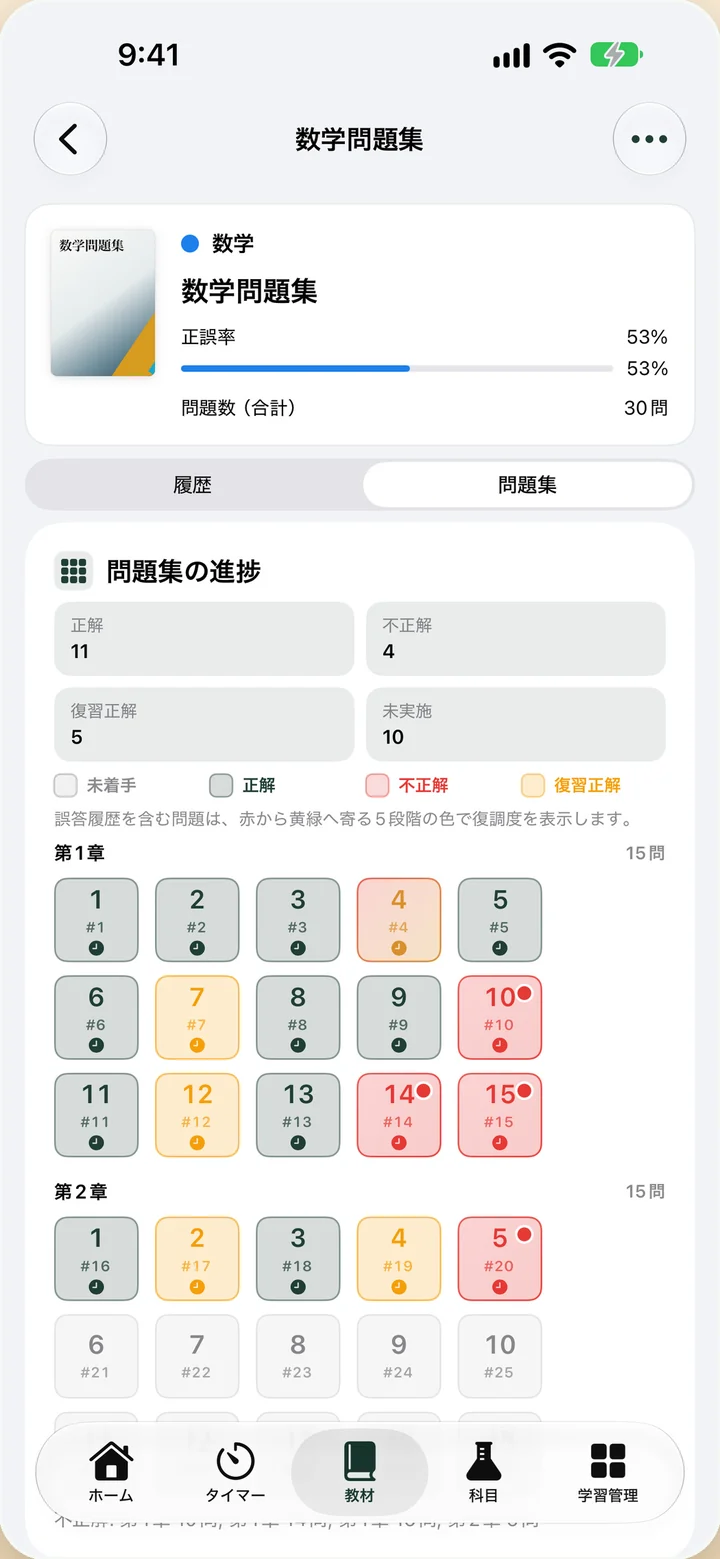 9:41
数学問題集
数学問題集
数学
数学問題集
正誤率 53%
53%
問題数（合計） 30問
履歴 問題集
問題集の進捗
正解 不正解
11 4
復習正解 未実施
5 10
未着手 正解 不正解 復習正解
誤答履歴を含む問題は、赤から黄緑へ寄る5段階の色で復調度を表示します。
第1章 15問
1 2 3 4 5
#1 #2 #3 #4 #5
6 7 8 9 10
#6 #7 #8 #9 #10
11 12 13 14 15
#11 #12 #13 #14 #15
第2章 15問
1 2 3 4 5
#16 #17 #18 #19 #20
6 7 8 9 10
#21 #22 #23 #24 #25
ホーム タイマー 教材 科目 学習管理